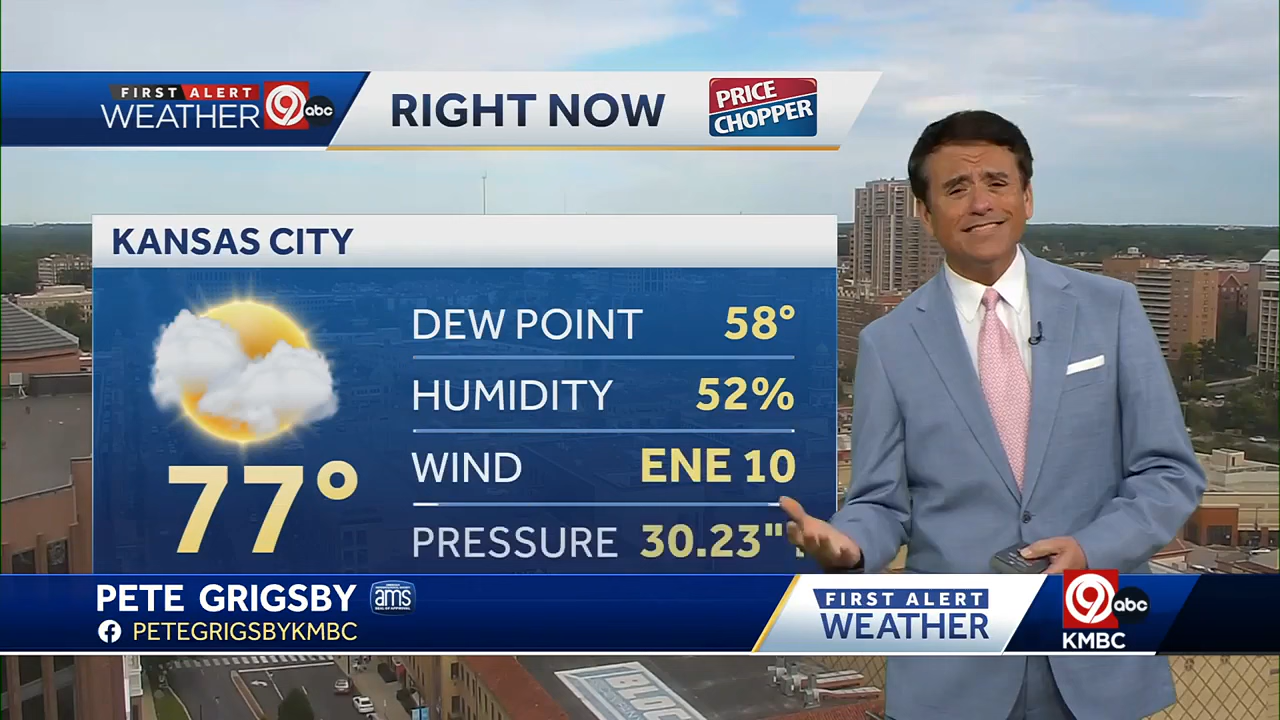 FIRST ALERT
WEATHER 9 abc
RIGHT NOW
PRICE
CHOPPER
KANSAS CITY
77°
DEW POINT 58°
HUMIDITY 52%
WIND ENE 10
PRESSURE 30.23"
PETE GRIGSBY ams
PETEGRIGSBYKMBC
FIRST ALERT
WEATHER
9 abc
KMBC
BLOC